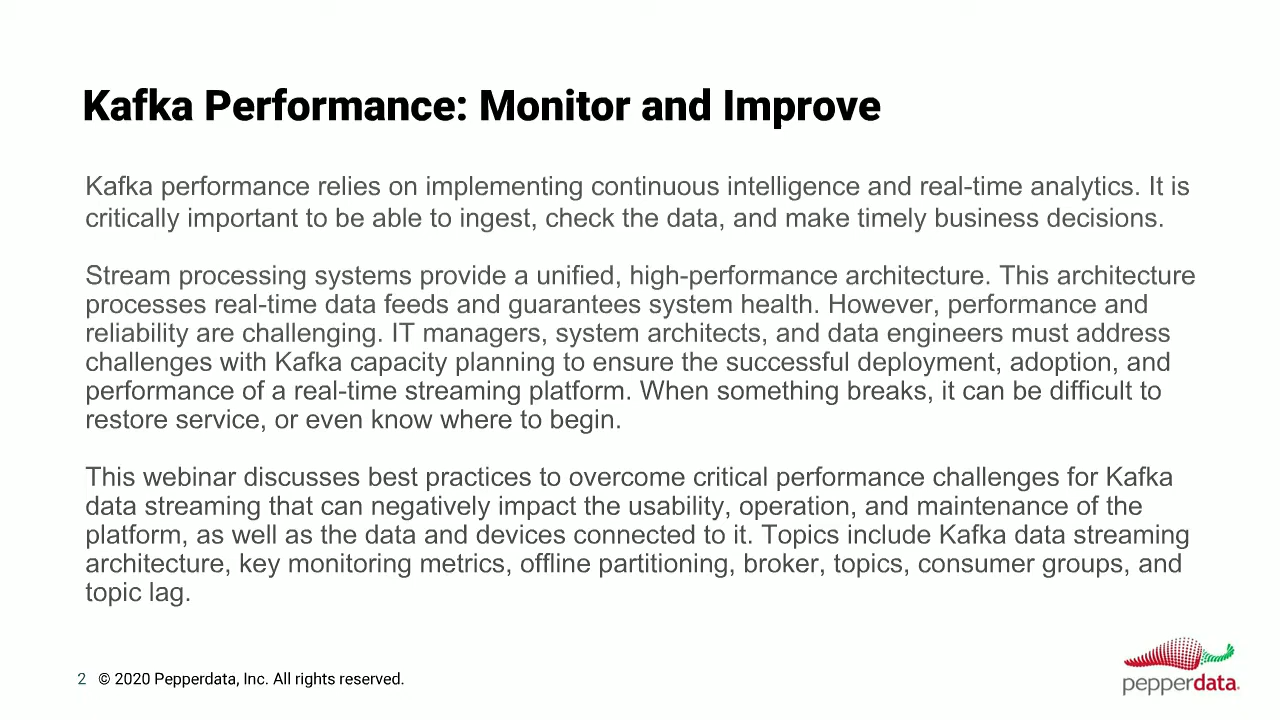 Kafka Performance: Monitor and Improve
Kafka performance relies on implementing continuous intelligence and real-time analytics. It is
critically important to be able to ingest, check the data, and make timely business decisions.
Stream processing systems provide a unified, high-performance architecture. This architecture
processes real-time data feeds and guarantees system health. However, performance and
reliability are challenging. IT managers, system architects, and data engineers must address
challenges with Kafka capacity planning to ensure the successful deployment, adoption, and
performance of a real-time streaming platform. When something breaks, it can be difficult to
restore service, or even know where to begin.
This webinar discusses best practices to overcome critical performance challenges for Kafka
data streaming that can negatively impact the usability, operation, and maintenance of the
platform, as well as the data and devices connected to it. Topics include Kafka data streaming
architecture, key monitoring metrics, offline partitioning, broker, topics, consumer groups, and
topic lag.
2 © 2020 Pepperdata, Inc. All rights reserved.
pepperdata.